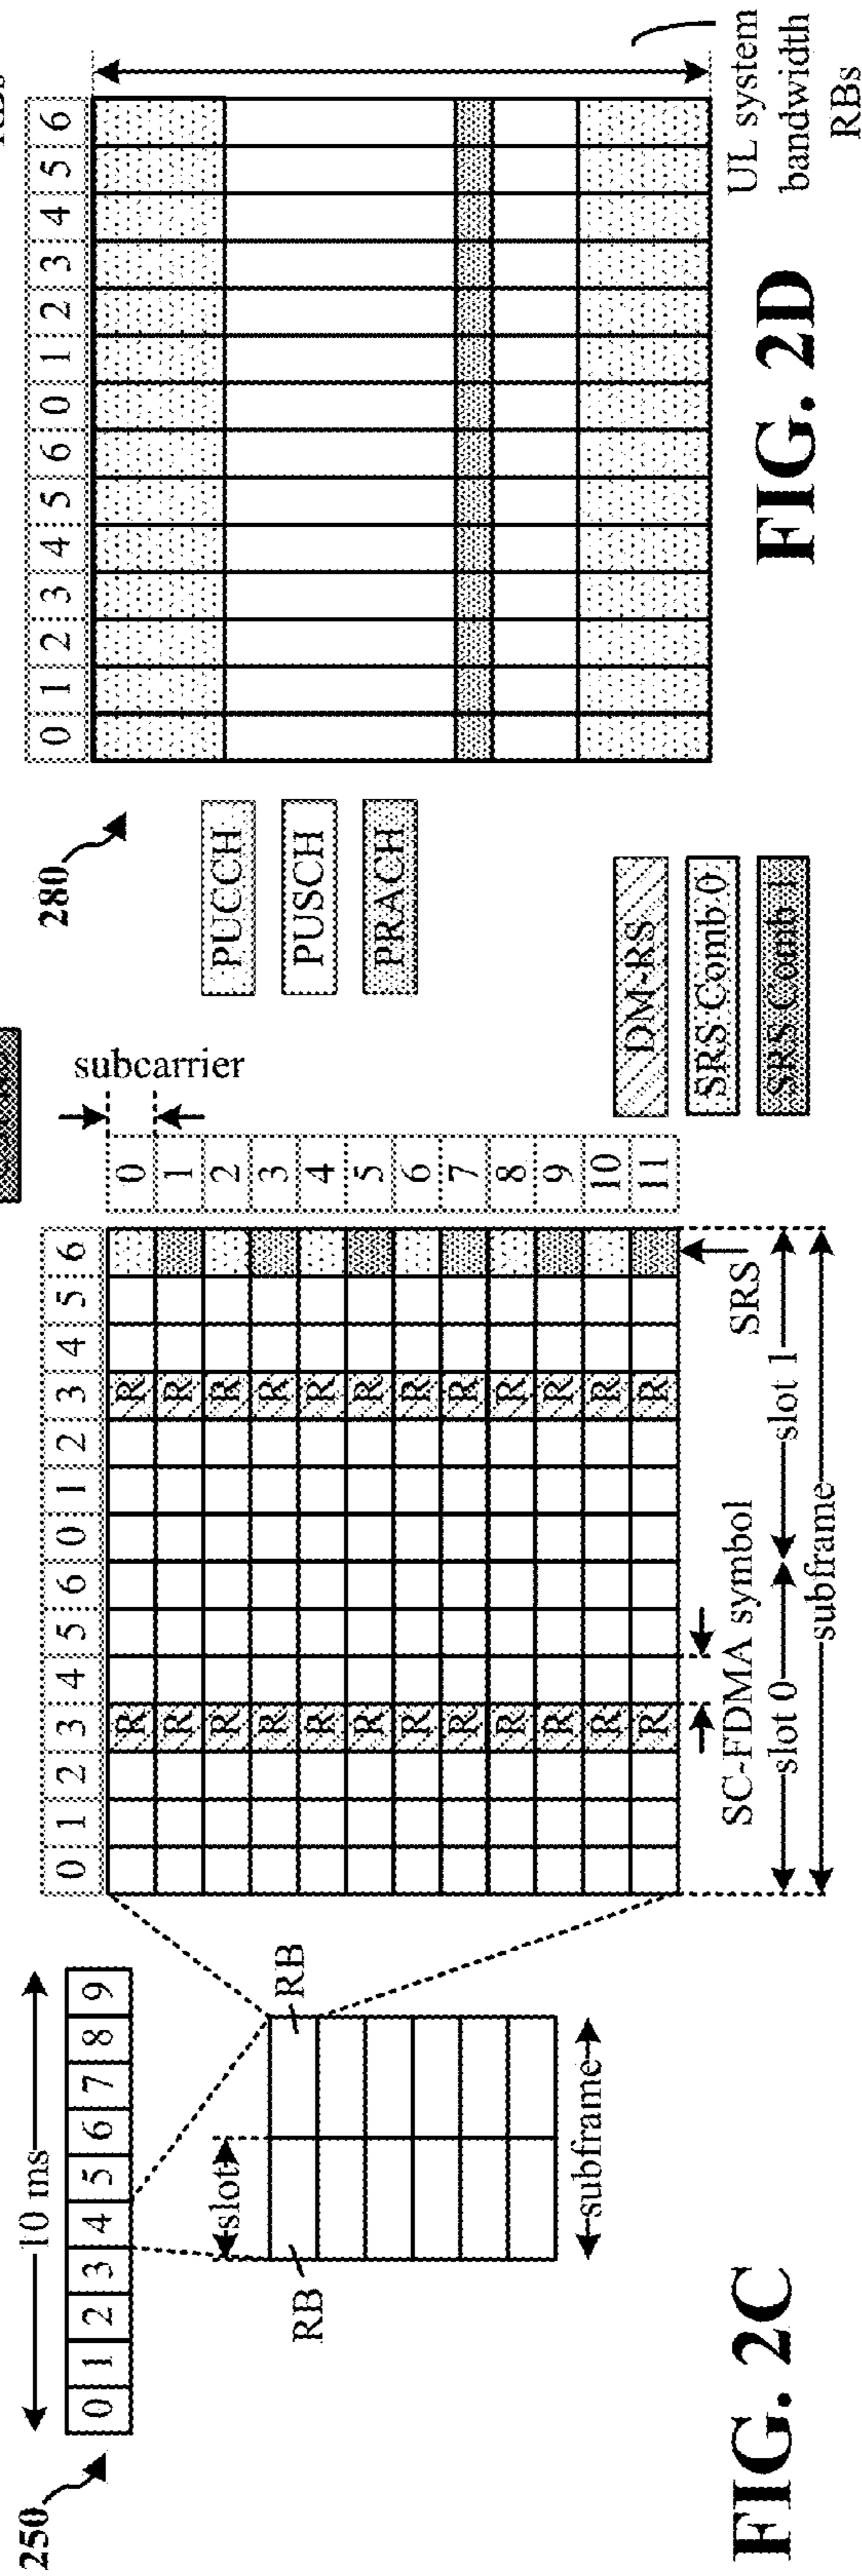 250
10 ms
0 1 2 3 4 5 6 7 8 9
slot
RB
RB
subframe
FIG. 2C
0 1 2 3 4 5 6 0 1 2 3 4 5 6
subcarrier
R R 0
R R 1
R R 2
R R 3
R R 4
R R 5
R R 6
R R 7
R R 8
R R 9
R R 10
R R 11
SC-FDMA symbol
SRS
slot 0
slot 1
subframe
DM-RS
SRS Comb 0
SRS Comb 1
280
PUCCH
PUSCH
PRACH
0 1 2 3 4 5 6 0 1 2 3 4 5 6
UL system
bandwidth
RBs
FIG. 2D